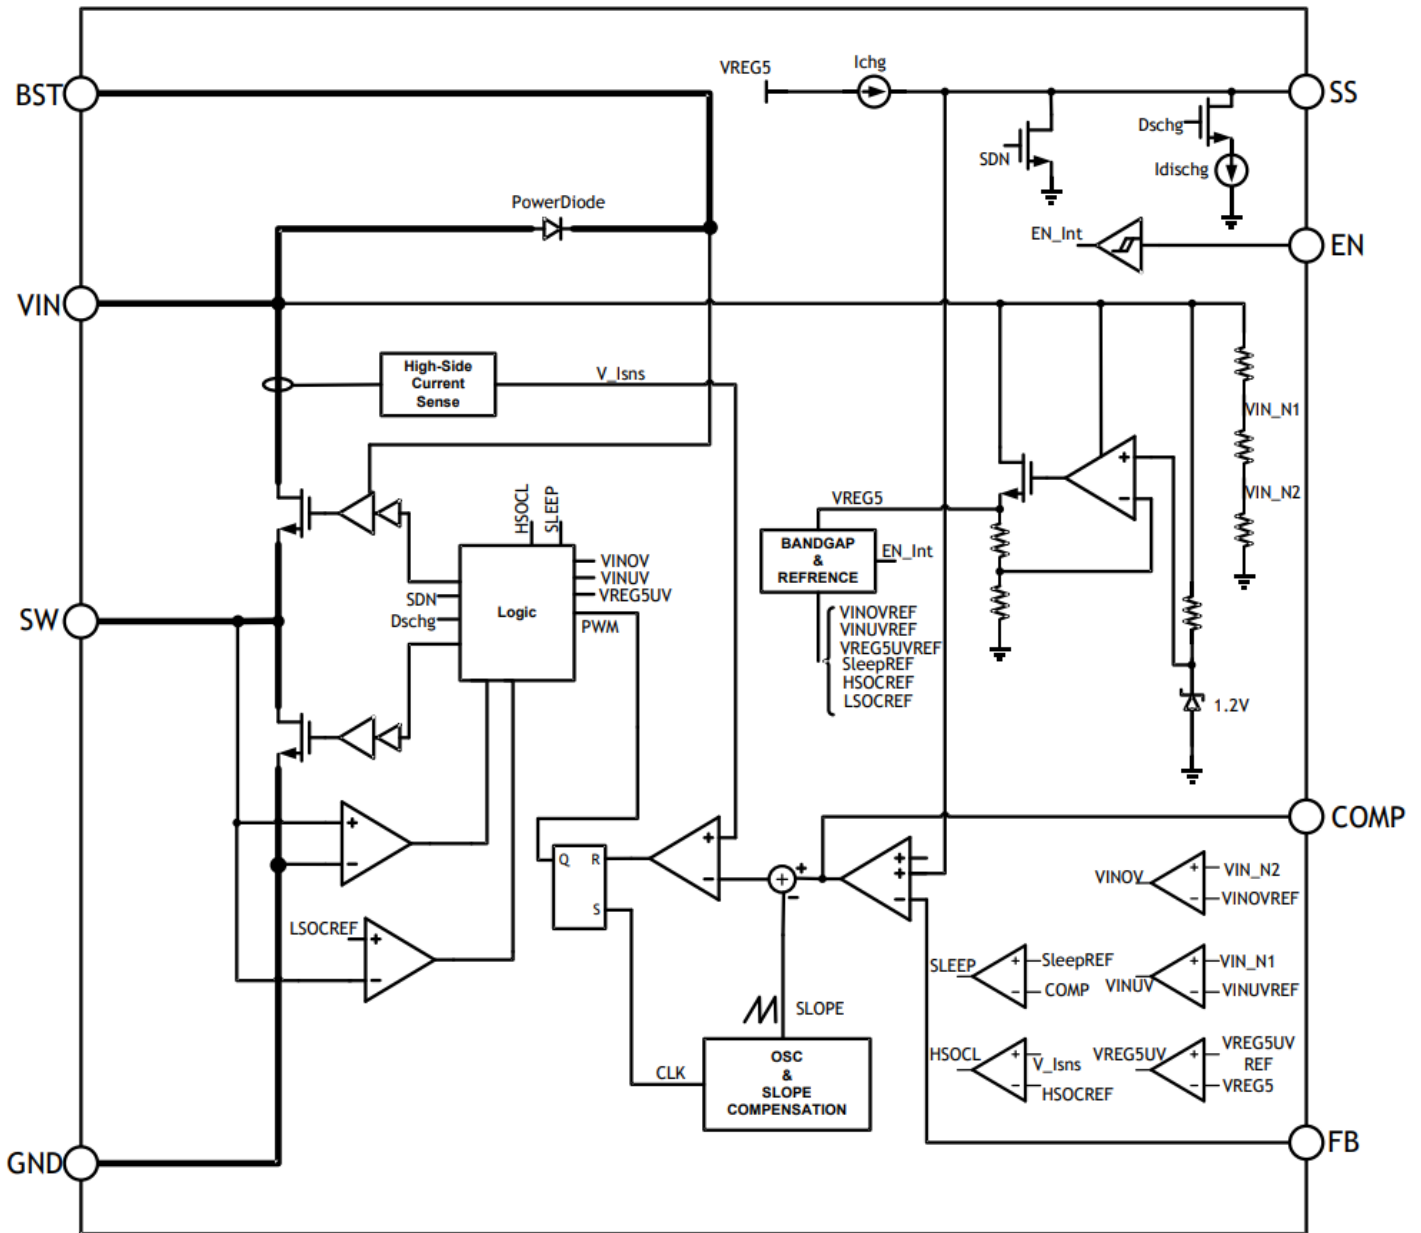 BST
VREG5
Ichg
SS
Dschg
SDN
Idischg
PowerDiode
EN_Int
EN
VIN
High-Side
Current
Sense
V_Isns
VIN_N1
+
-
VIN_N2
VREG5
HSOCL
SLEEP
BANDGAP
&
REFRENCE
EN_Int
VINOV
VINUV
VREG5UV
SDN
Dschg
Logic
PWM
SW
VINOVREF
VINUVREF
VREG5UVREF
SleepREF
HSOCREF
LSOCREF
1.2V
COMP
+
-
+
-
Q
R
S
+
+
-
+
+
-
VINOV
+
-
VIN_N2
VINOVREF
LSOCREF
+
-
SLEEP
+
-
SleepREF
COMP
VINUV
+
-
VIN_N1
VINUVREF
SLOPE
HSOCL
+
-
V_Isns
HSOCREF
VREG5UV
+
-
VREG5UV
REF
VREG5
CLK
OSC
&
SLOPE
COMPENSATION
FB
GND